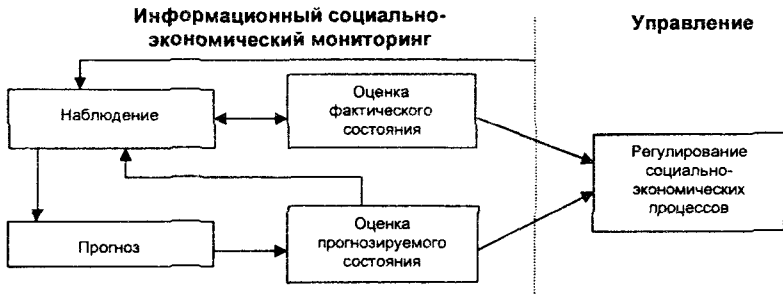 Информационный социально-
экономический мониторинг
Управление
Наблюдение
Оценка
фактического
состояния
Регулирование
социально-
экономических
процессов
Прогноз
Оценка
прогнозируемого
состояния